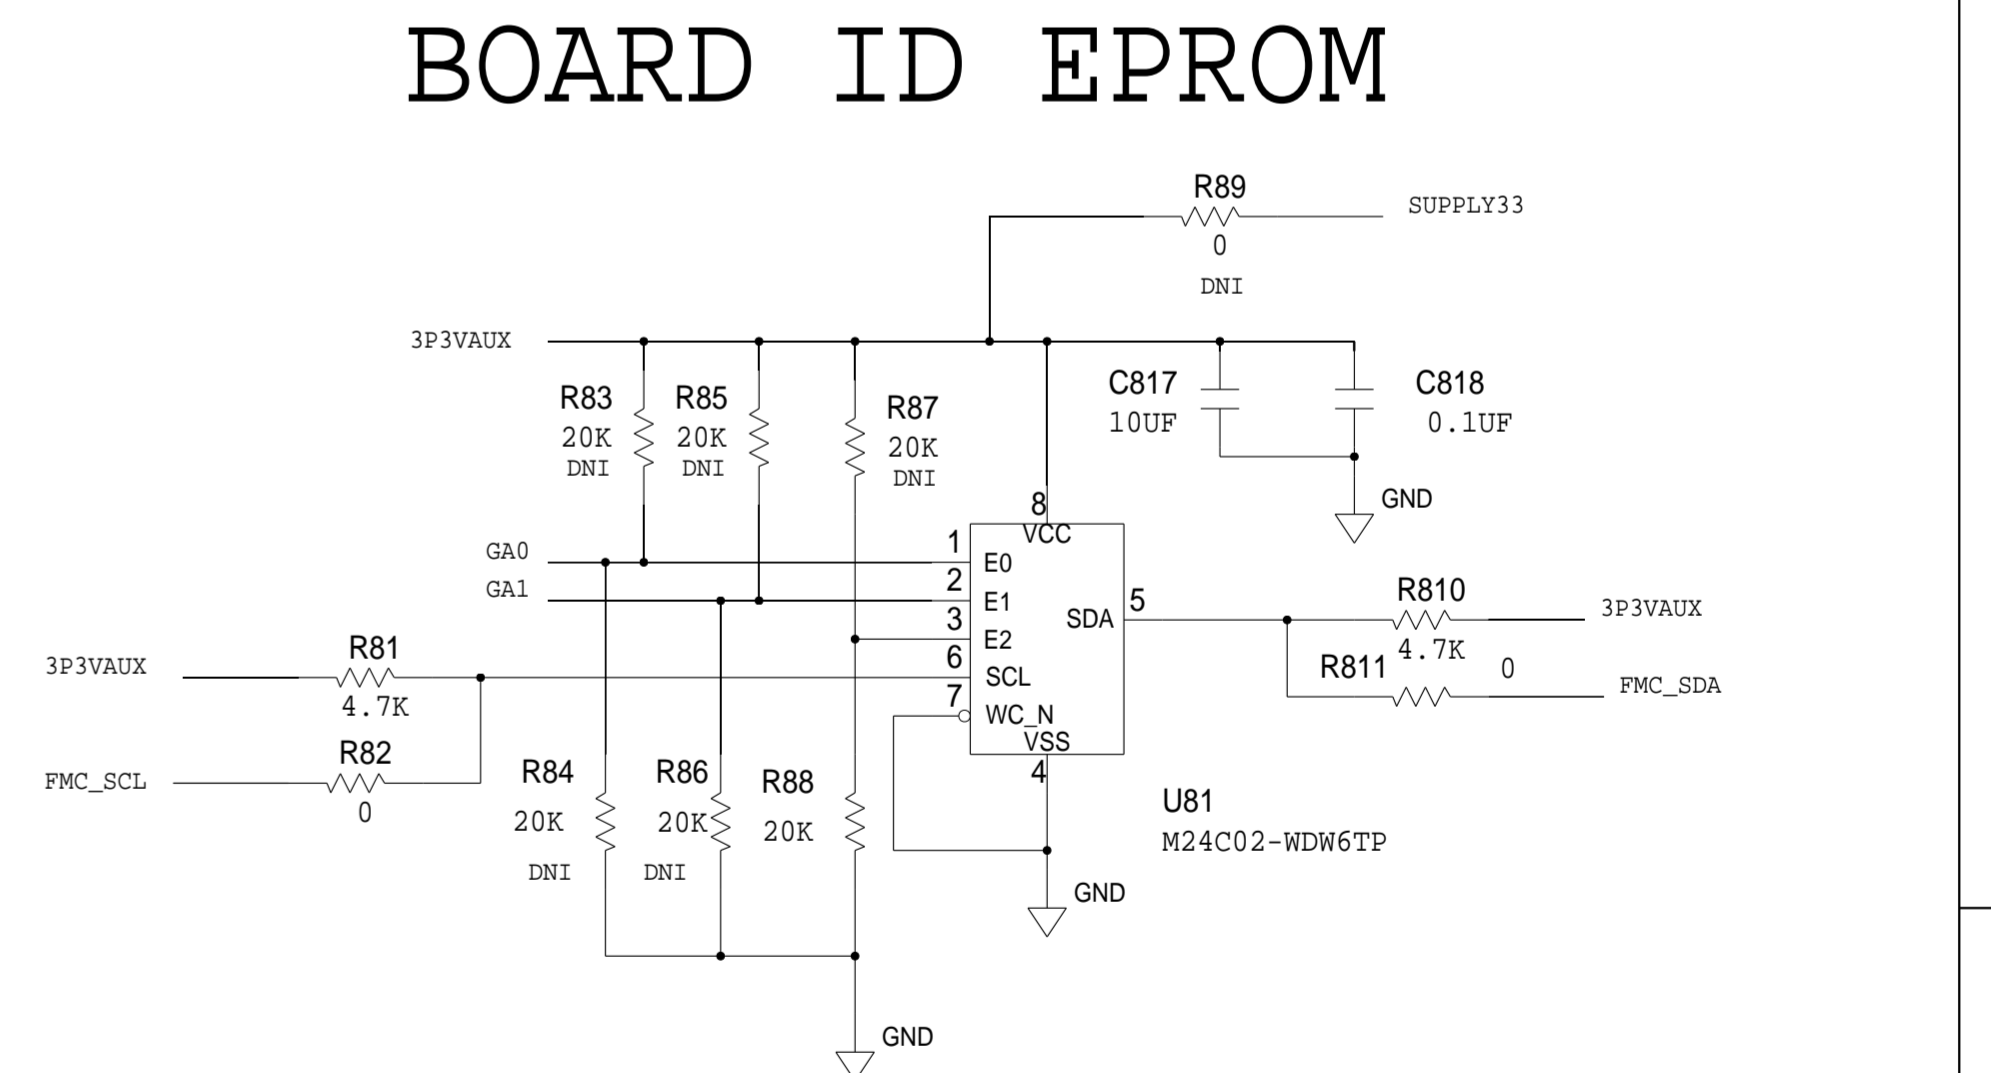 BOARD ID EPROM
R89
SUPPLY33
0
DNI
3P3VAUX
R83
20K
DNI
R85
20K
DNI
R87
20K
DNI
C817
10UF
C818
0.1UF
GND
8
VCC
GA0
1
E0
GA1
2
E1
3
E2
6
SCL
7
WC_N
VSS
4
SDA
5
R810
4.7K
3P3VAUX
R811
0
FMC_SDA
3P3VAUX
R81
4.7K
R82
FMC_SCL
0
R84
20K
DNI
R86
20K
DNI
R88
20K
U81
M24C02-WDW6TP
GND
GND